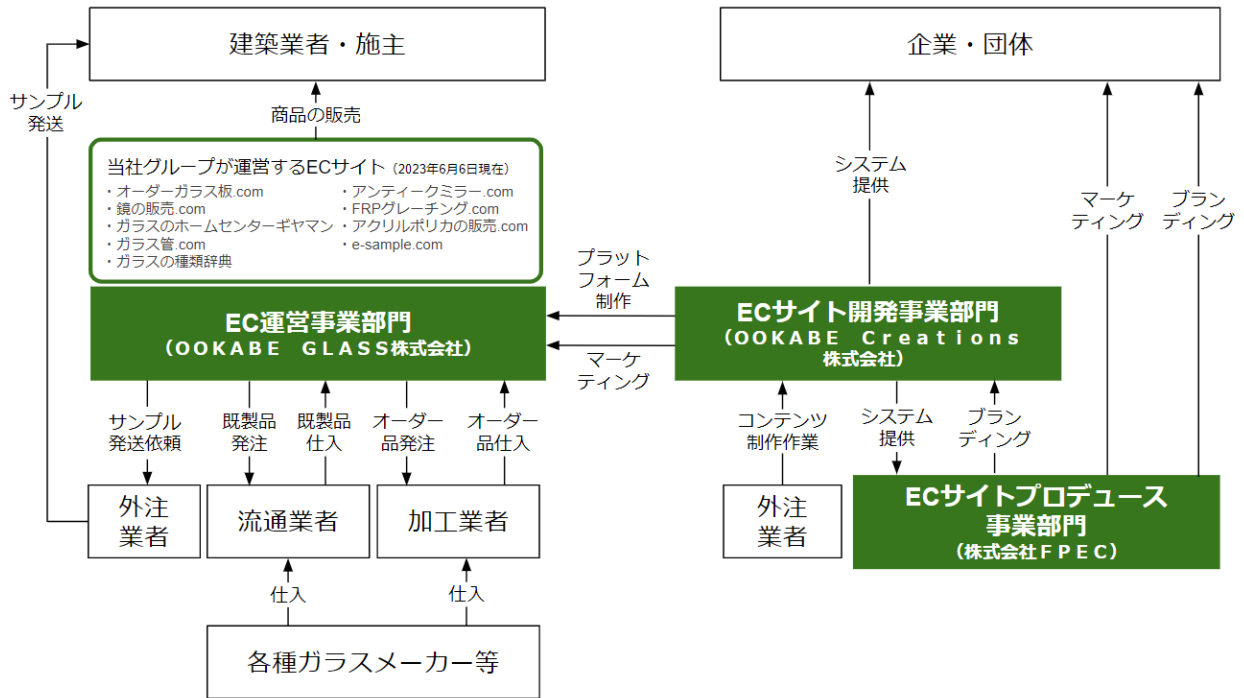 建築業者・施主
企業・団体
サンプル
発送
商品の販売
当社グループが運営するECサイト（2023年6月6日現在）
・オーダーガラス板.com
・鏡の販売.com
・ガラスのホームセンターギヤマン
・ガラス管.com
・ガラスの種類辞典
・アンティークミラー.com
・FRPグレーチング.com
・アクリルポリカの販売.com
・e-sample.com
システム
提供
マーケ
ティング
ブラン
ディング
プラット
フォーム
制作
EC運営事業部門
（OOKABE　GLASS株式会社）
マーケ
ティング
ECサイト開発事業部門
（OOKABE　Creations
株式会社）
サンプル
発送依頼
既製品
発注
既製品
仕入
オーダー
品発注
オーダー
品仕入
コンテンツ
制作作業
システム
提供
ブラン
ディング
外注
業者
流通業者
加工業者
外注
業者
ECサイトプロデュース
事業部門
（株式会社FPEC）
仕入
仕入
各種ガラスメーカー等